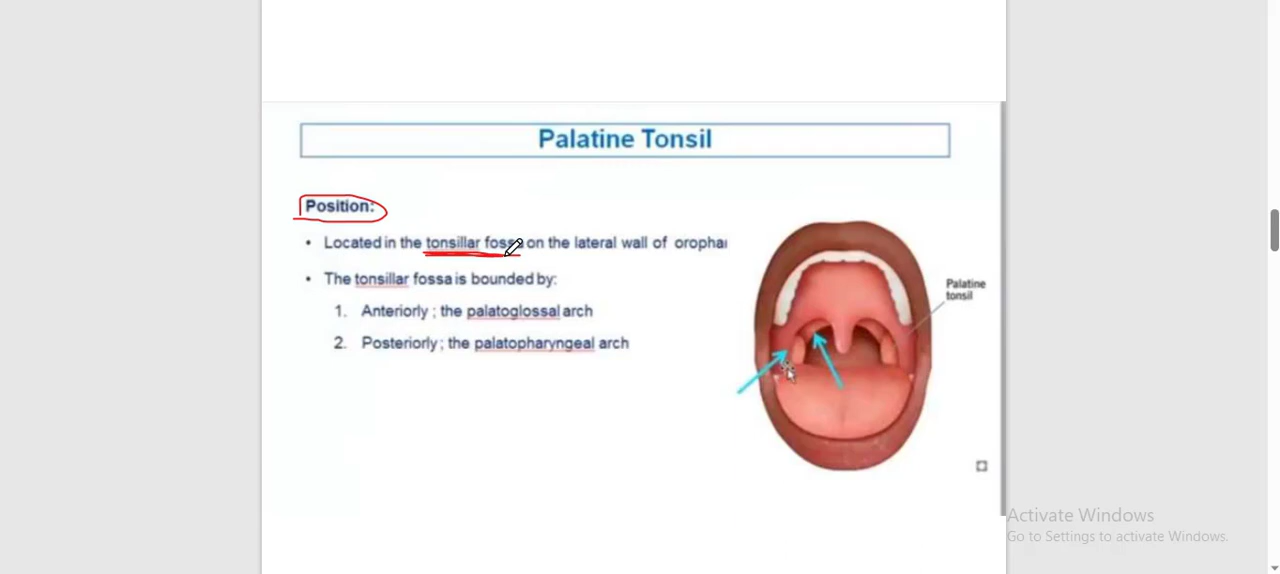 Palatine Tonsil
Position:
• Located in the tonsillar fossa on the lateral wall of
• The tonsillar fossa is bounded by:
1. Anteriorly ; the palatoglossal arch
2. Posteriorly ; the palatopharyngeal arch
Palatine
tonsil
Activate Windows
Go to Settings to activate Windows.